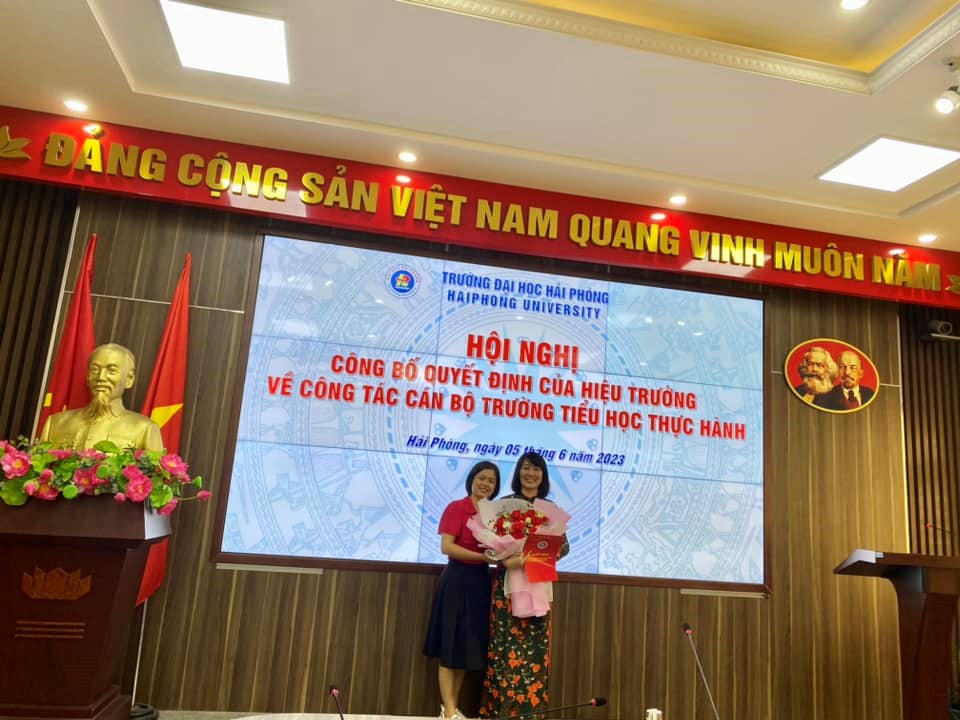 ĐẢNG CỘNG SẢN VIỆT NAM QUANG VINH MUÔN NĂM
TRƯỜNG ĐẠI HỌC HẢI PHÒNG
HAIPHONG UNIVERSITY
HỘI NGHỊ
CÔNG BỐ QUYẾT ĐỊNH CỦA HIỆU TRƯỞNG
VỀ CÔNG TÁC CÁN BỘ TRƯỜNG TIỂU HỌC THỰC HÀNH
Hải Phòng, ngày 05 tháng 6 năm 2023